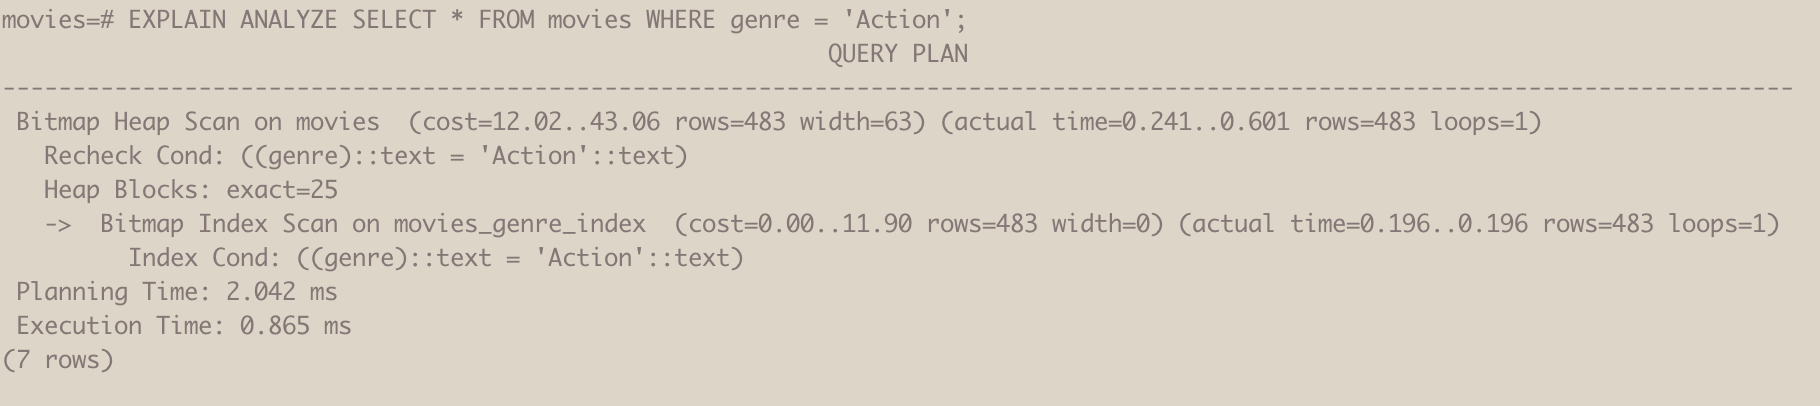 movies=# EXPLAIN ANALYZE SELECT * FROM movies WHERE genre = 'Action';
QUERY PLAN
--------------------------------------------------------------------------------------------------------------------------------
Bitmap Heap Scan on movies  (cost=12.02..43.06 rows=483 width=63) (actual time=0.241..0.601 rows=483 loops=1)
Recheck Cond: ((genre)::text = 'Action'::text)
Heap Blocks: exact=25
->  Bitmap Index Scan on movies_genre_index  (cost=0.00..11.90 rows=483 width=0) (actual time=0.196..0.196 rows=483 loops=1)
Index Cond: ((genre)::text = 'Action'::text)
Planning Time: 2.042 ms
Execution Time: 0.865 ms
(7 rows)